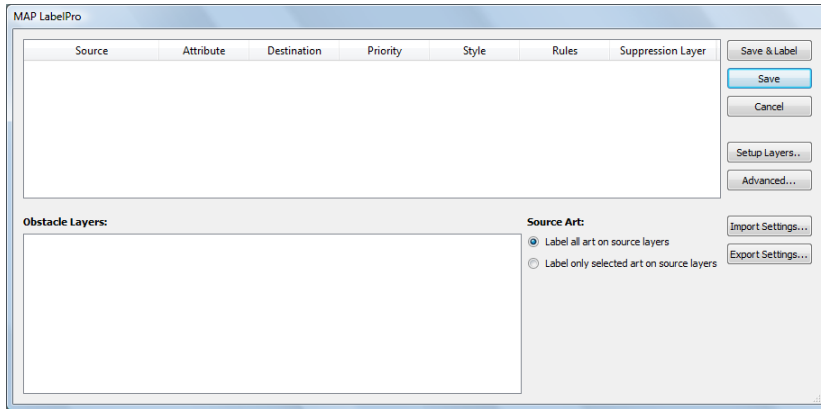 MAP LabelPro
Source Attribute Destination Priority Style Rules Suppression Layer
Save & Label
Save
Cancel
Setup Layers..
Advanced...
Obstacle Layers:
Source Art:
Label all art on source layers
Label only selected art on source layers
Import Settings...
Export Settings...